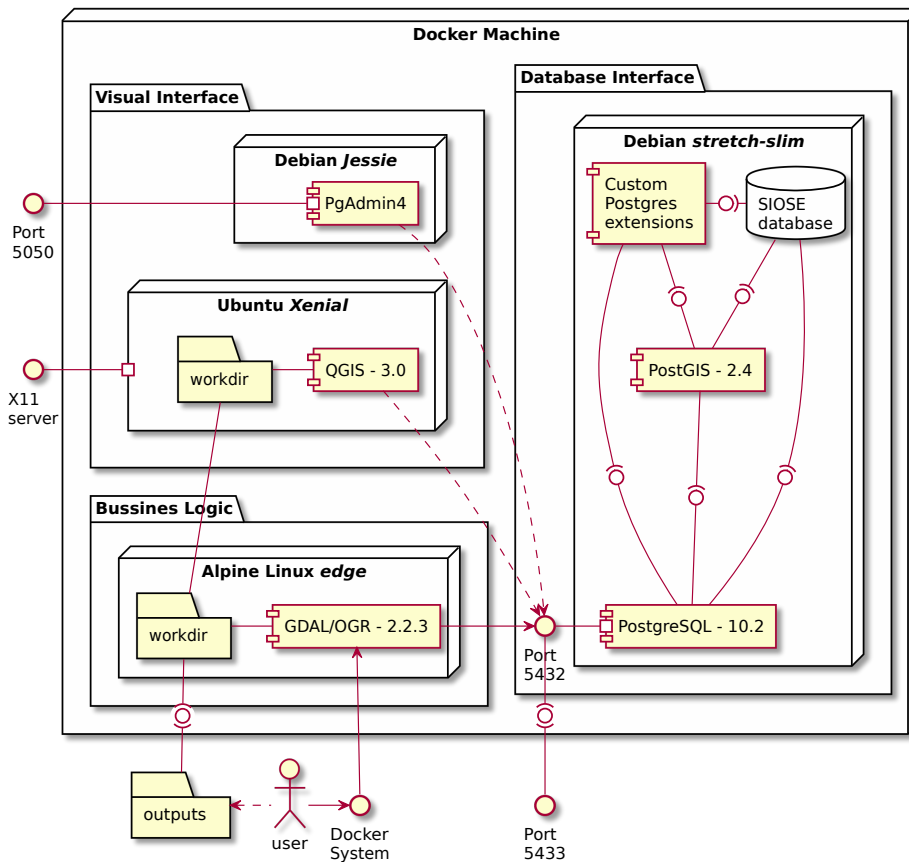 Docker Machine
Visual Interface
Database Interface
Debian Jessie
PgAdmin4
Port
5050
Debian stretch-slim
Custom
Postgres
extensions
SIOSE
database
Ubuntu Xenial
workdir
QGIS - 3.0
X11
server
PostGIS - 2.4
Bussines Logic
Alpine Linux edge
workdir
GDAL/OGR - 2.2.3
Port
5432
PostgreSQL - 10.2
outputs
user
Docker
System
Port
5433